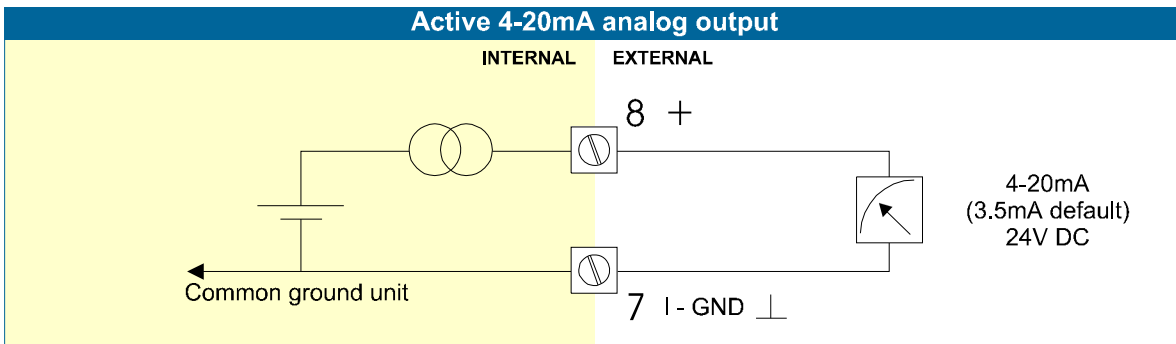 Active 4-20mA analog output
INTERNAL EXTERNAL
8 +
4-20mA
(3.5mA default)
24V DC
Common ground unit
7 I - GND ⊥